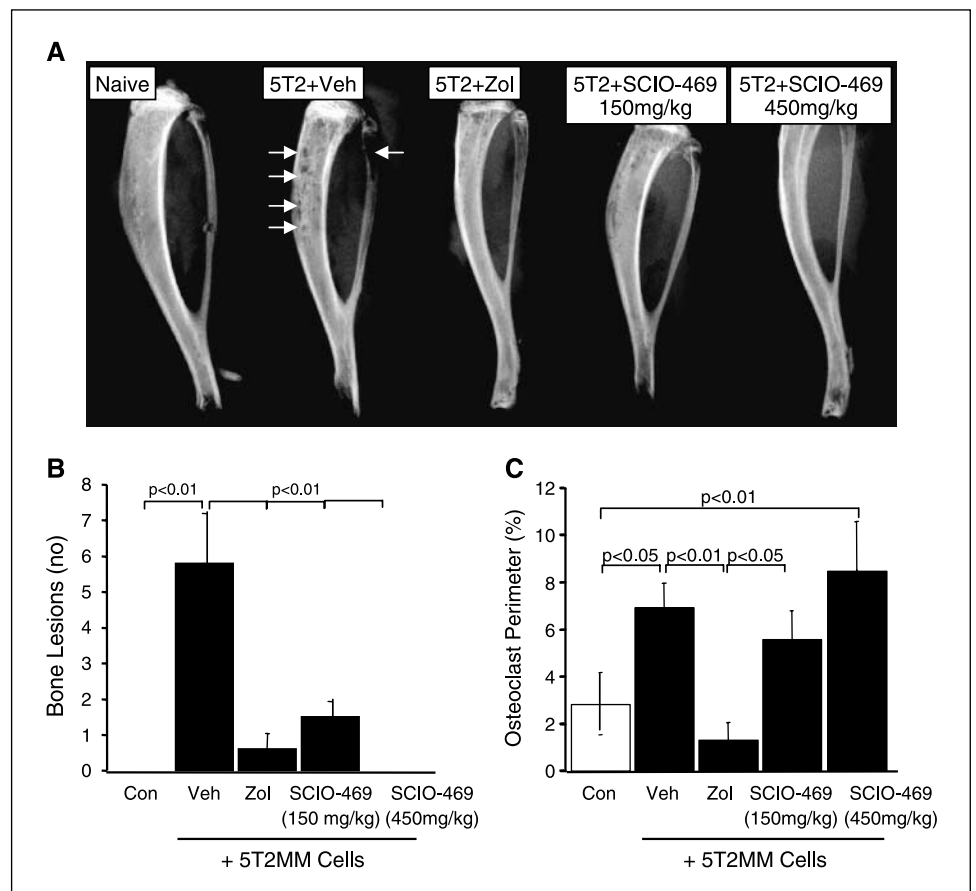 A
Naive
5T2+Veh
5T2+Zol
5T2+SCIO-469
150mg/kg
5T2+SCIO-469
450mg/kg
B
Bone Lesions (no)
8
7
6
5
4
3
2
1
0
p<0.01
p<0.01
Con
Veh
Zol
SCIO-469
(150 mg/kg)
SCIO-469
(450mg/kg)
+ 5T2MM Cells
C
Osteoclast Perimeter (%)
12
10
8
6
4
2
0
p<0.01
p<0.05
p<0.01
p<0.05
Con
Veh
Zol
SCIO-469
(150mg/kg)
SCIO-469
(450mg/kg)
+ 5T2MM Cells